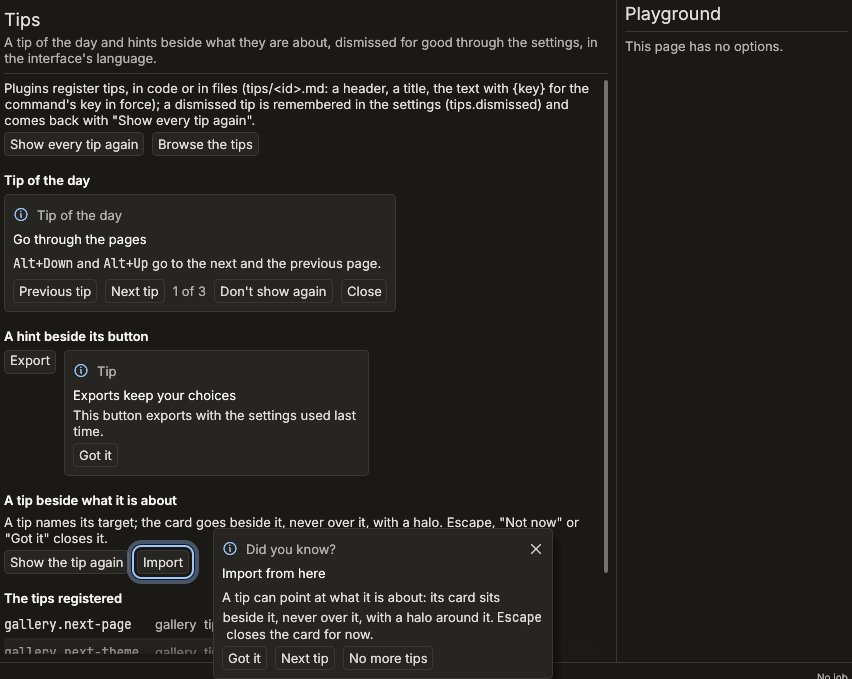 Tips
A tip of the day and hints beside what they are about, dismissed for good through the settings, in
the interface's language.
Plugins register tips, in code or in files (tips/<id>.md: a header, a title, the text with {key} for the
command's key in force); a dismissed tip is remembered in the settings (tips.dismissed) and
comes back with "Show every tip again".
Show every tip again Browse the tips
Tip of the day
Tip of the day
Go through the pages
Alt+Down and Alt+Up go to the next and the previous page.
Previous tip Next tip 1 of 3 Don't show again Close
A hint beside its button
Export
Tip
Exports keep your choices
This button exports with the settings used last
time.
Got it
A tip beside what it is about
A tip names its target; the card goes beside it, never over it, with a halo. Escape, "Not now" or
"Got it" closes it.
Show the tip again Import
Did you know?
Import from here
A tip can point at what it is about: its card sits
beside it, never over it, with a halo around it. Escape
closes the card for now.
Got it Next tip No more tips
The tips registered
gallery.next-page gallery
gallery.next-theme gallery
Playground
This page has no options.
No job